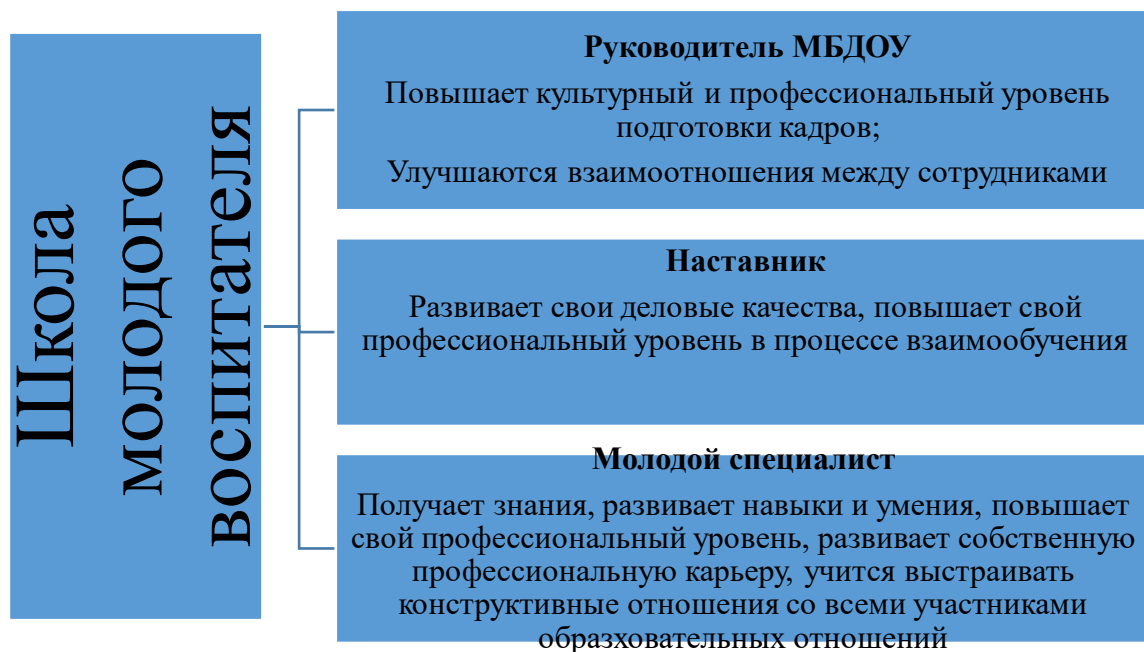 Школа
молодого
воспитателя
Руководитель МБДОУ
Повышает культурный и профессиональный уровень
подготовки кадров;
Улучшаются взаимоотношения между сотрудниками
Наставник
Развивает свои деловые качества, повышает свой
профессиональный уровень в процессе взаимообучения
Молодой специалист
Получает знания, развивает навыки и умения, повышает
свой профессиональный уровень, развивает собственную
профессиональную карьеру, учится выстраивать
конструктивные отношения со всеми участниками
образховательных отношений